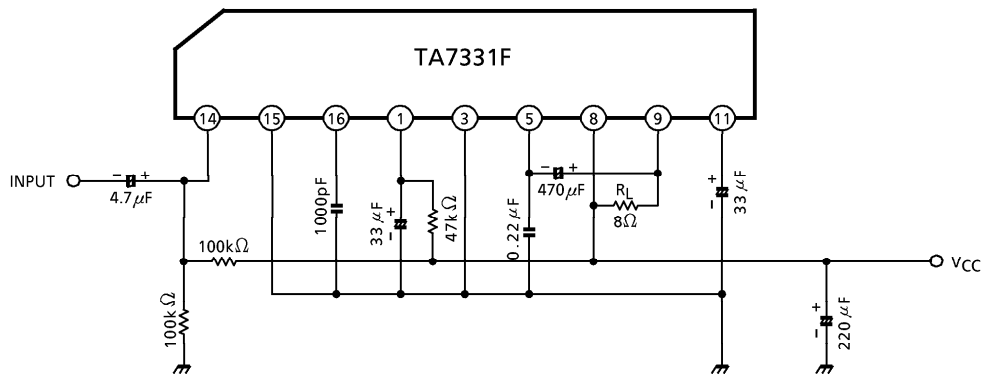 TA7331F
14 15 16 1 3 5 8 9 11
INPUT
- +
4.7μF
1000pF
33μF
+
-
47kΩ
- +
470μF
RL
8Ω
0.22μF
+
-
33μF
100kΩ
VCC
100kΩ
+
-
220μF